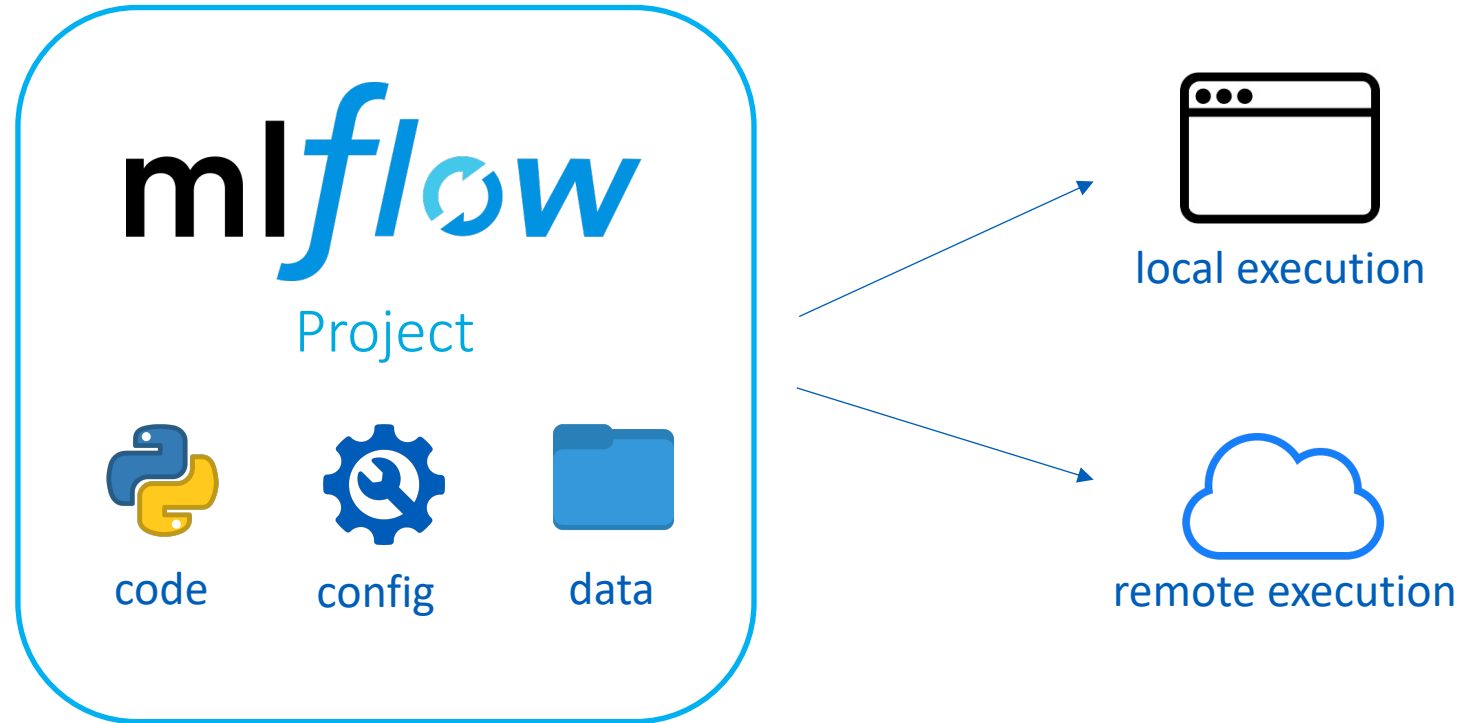 mlflow
Project
code
config
data
local execution
remote execution